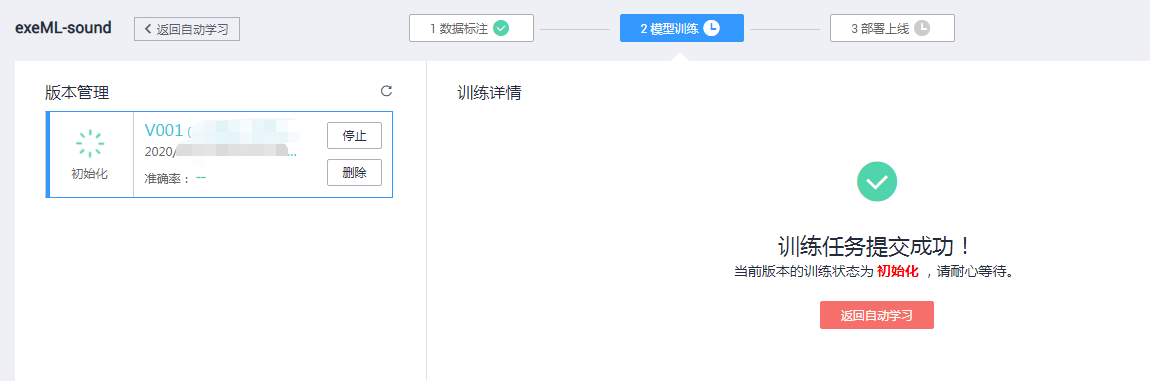 exeML-sound
返回自动学习
1 数据标注
2 模型训练
3 部署上线
版本管理
初始化
V001 (
2020/
...
准确率： --
停止
删除
训练详情
训练任务提交成功！
当前版本的训练状态为 初始化 ，请耐心等待。
返回自动学习